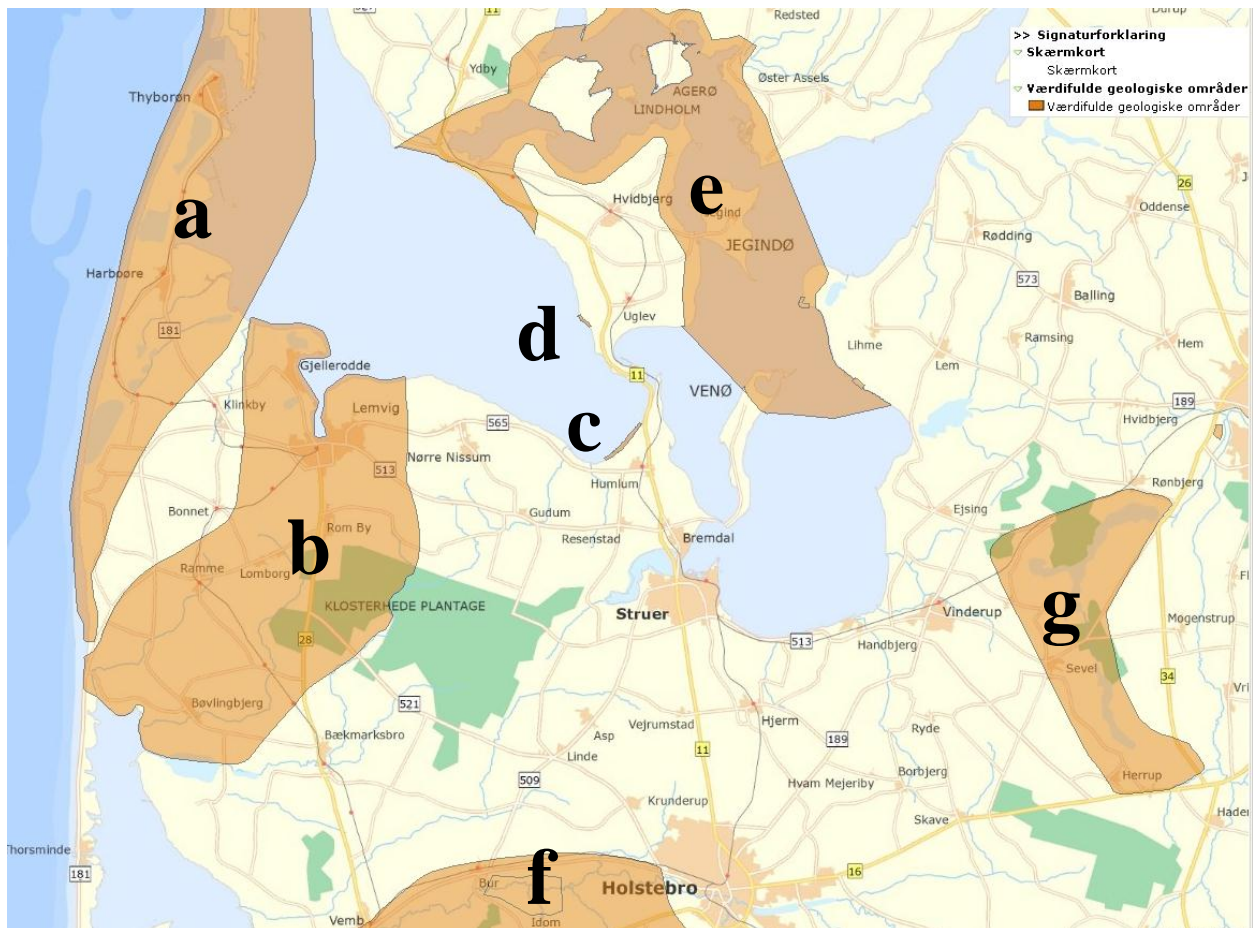 11
Redsted
Durup
>> Signaturforklaring
Skærmkort
Skærmkort
Værdifulde geologiske områder
Værdifulde geologiske områder
Ydby
Øster Assels
Thyborøn
AGERØ
LINDHOLM
26
a
Hvidbjerg
e
Jegind
Oddense
Rødding
JEGINDØ
Harboøre
573
Balling
181
Uglev
d
Ramsing
Hem
Lihme
Lem
Gjellerodde
11
VENØ
Klinkby
Lemvig
565
c
189
Hvidbjerg
513
Nørre Nissum
Humlum
Rønbjerg
Bonnet
Gudum
Ejsing
Rom By
Resenstad
Bremdal
b
Ramme
Lomborg
KLOSTERHEDE PLANTAGE
Struer
Vinderup
g
Mogenstrup
28
513
Handbjerg
Sevel
34
Bøvlingbjerg
521
Vejrumstad
Hjerm
Ryde
Bækmarksbro
Asp
11
189
Linde
509
Hvam Mejeriby
Borbjerg
Herrup
Krunderup
Skave
Thorsminde
181
f
16
Bur
Holstebro
Vemb
Idom